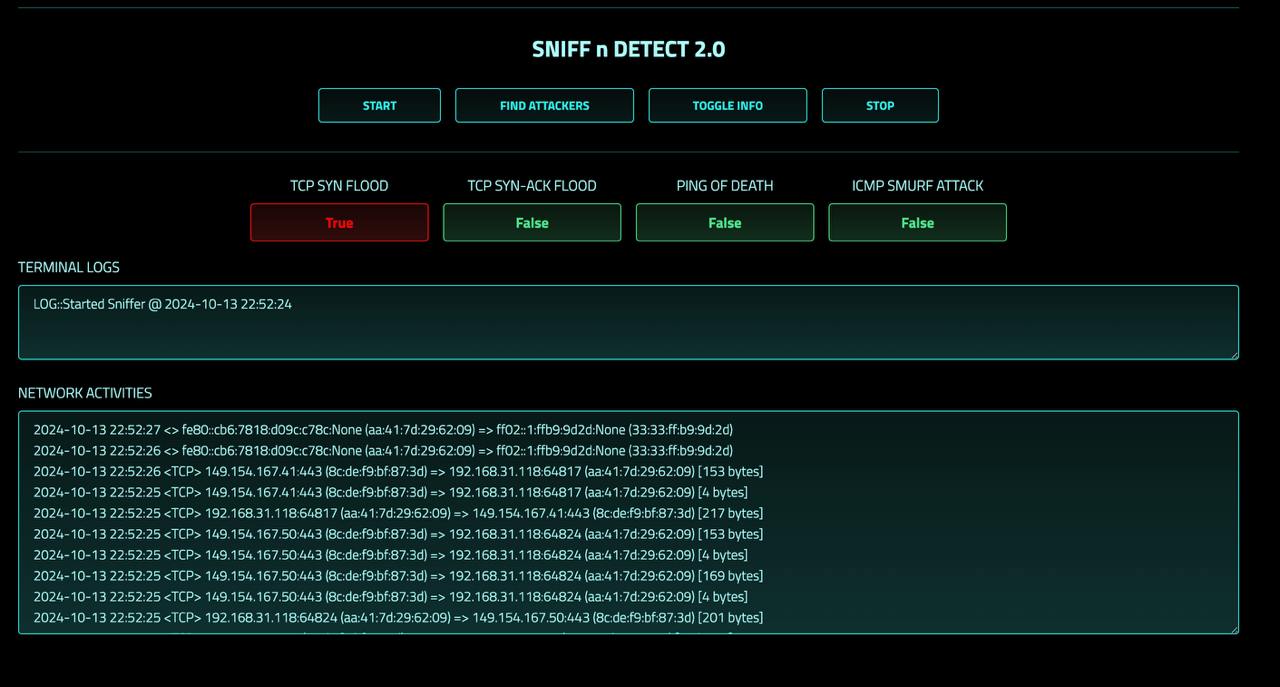 SNIFF n DETECT 2.0
START FIND ATTACKERS TOGGLE INFO STOP
TCP SYN FLOOD TCP SYN-ACK FLOOD PING OF DEATH ICMP SMURF ATTACK
True False False False
TERMINAL LOGS
LOG::Started Sniffer @ 2024-10-13 22:52:24
NETWORK ACTIVITIES
2024-10-13 22:52:27 <> fe80::cb6:7818:d09c:c78c:None (aa:41:7d:29:62:09) => ff02::1:ffb9:9d2d:None (33:33:ff:b9:9d:2d)
2024-10-13 22:52:26 <> fe80::cb6:7818:d09c:c78c:None (aa:41:7d:29:62:09) => ff02::1:ffb9:9d2d:None (33:33:ff:b9:9d:2d)
2024-10-13 22:52:26 <TCP> 149.154.167.41:443 (8c:de:f9:bf:87:3d) => 192.168.31.118:64817 (aa:41:7d:29:62:09) [153 bytes]
2024-10-13 22:52:25 <TCP> 149.154.167.41:443 (8c:de:f9:bf:87:3d) => 192.168.31.118:64817 (aa:41:7d:29:62:09) [4 bytes]
2024-10-13 22:52:25 <TCP> 192.168.31.118:64817 (aa:41:7d:29:62:09) => 149.154.167.41:443 (8c:de:f9:bf:87:3d) [217 bytes]
2024-10-13 22:52:25 <TCP> 149.154.167.50:443 (8c:de:f9:bf:87:3d) => 192.168.31.118:64824 (aa:41:7d:29:62:09) [153 bytes]
2024-10-13 22:52:25 <TCP> 149.154.167.50:443 (8c:de:f9:bf:87:3d) => 192.168.31.118:64824 (aa:41:7d:29:62:09) [4 bytes]
2024-10-13 22:52:25 <TCP> 149.154.167.50:443 (8c:de:f9:bf:87:3d) => 192.168.31.118:64824 (aa:41:7d:29:62:09) [169 bytes]
2024-10-13 22:52:25 <TCP> 149.154.167.50:443 (8c:de:f9:bf:87:3d) => 192.168.31.118:64824 (aa:41:7d:29:62:09) [4 bytes]
2024-10-13 22:52:25 <TCP> 192.168.31.118:64824 (aa:41:7d:29:62:09) => 149.154.167.50:443 (8c:de:f9:bf:87:3d) [201 bytes]